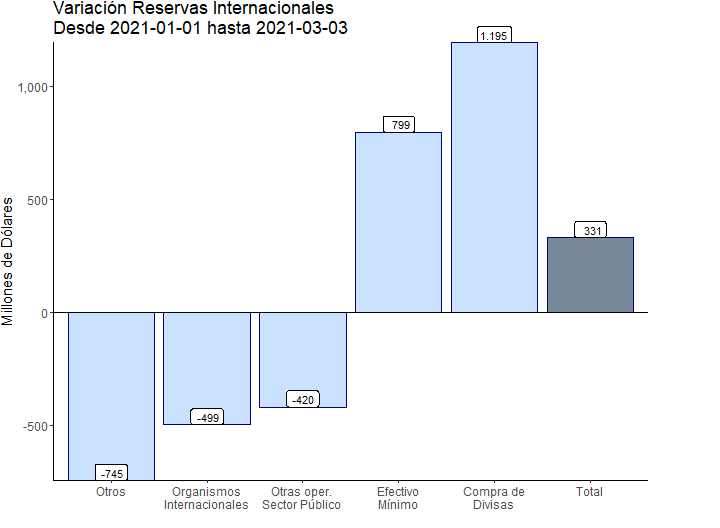 Variación Reservas Internacionales
Desde 2021-01-01 hasta 2021-03-03
Millones de Dólares
1,000
500
0
-500
-745
-499
-420
799
1.195
331
Otros
Organismos
Internacionales
Otras oper.
Sector Público
Efectivo
Mínimo
Compra de
Divisas
Total